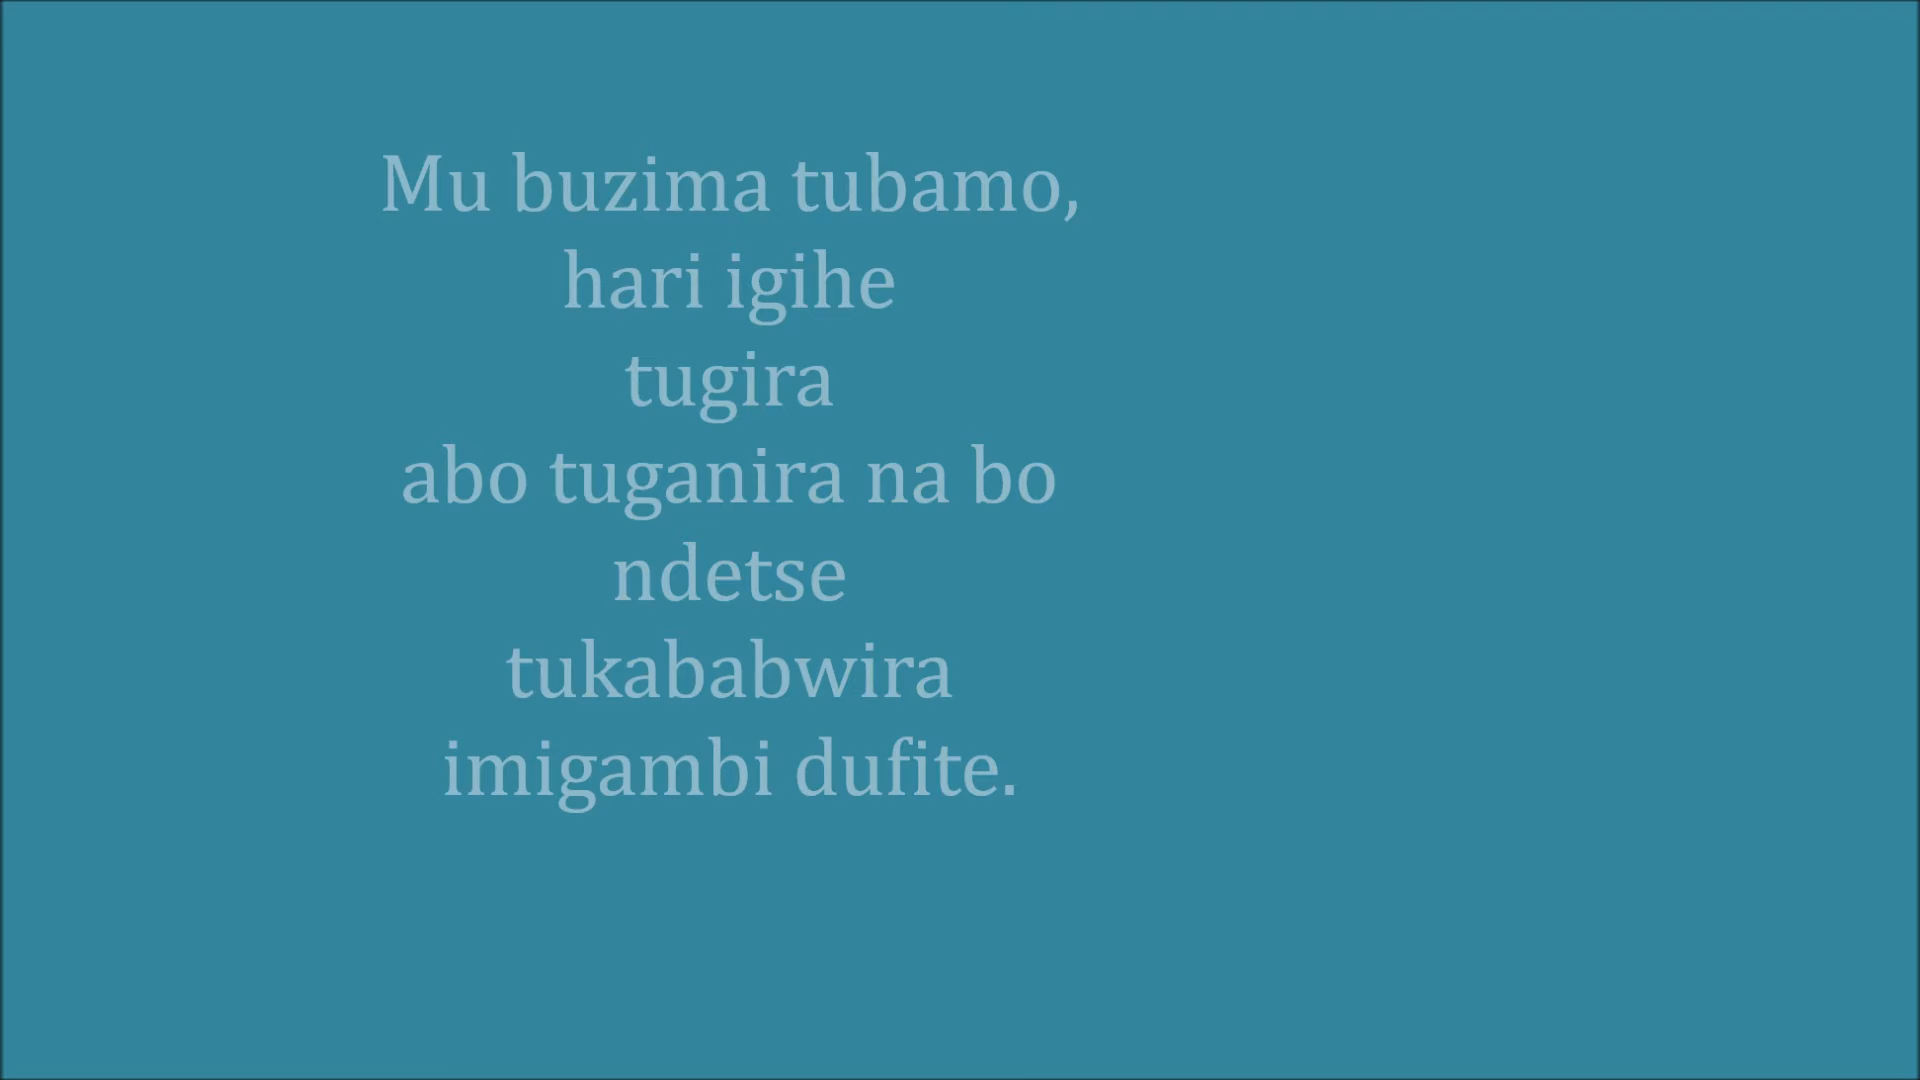 Mu buzima tubamo,
hari igihe
tugira
abo tuganira na bo
ndetse
tukababwira
imigambi dufite.